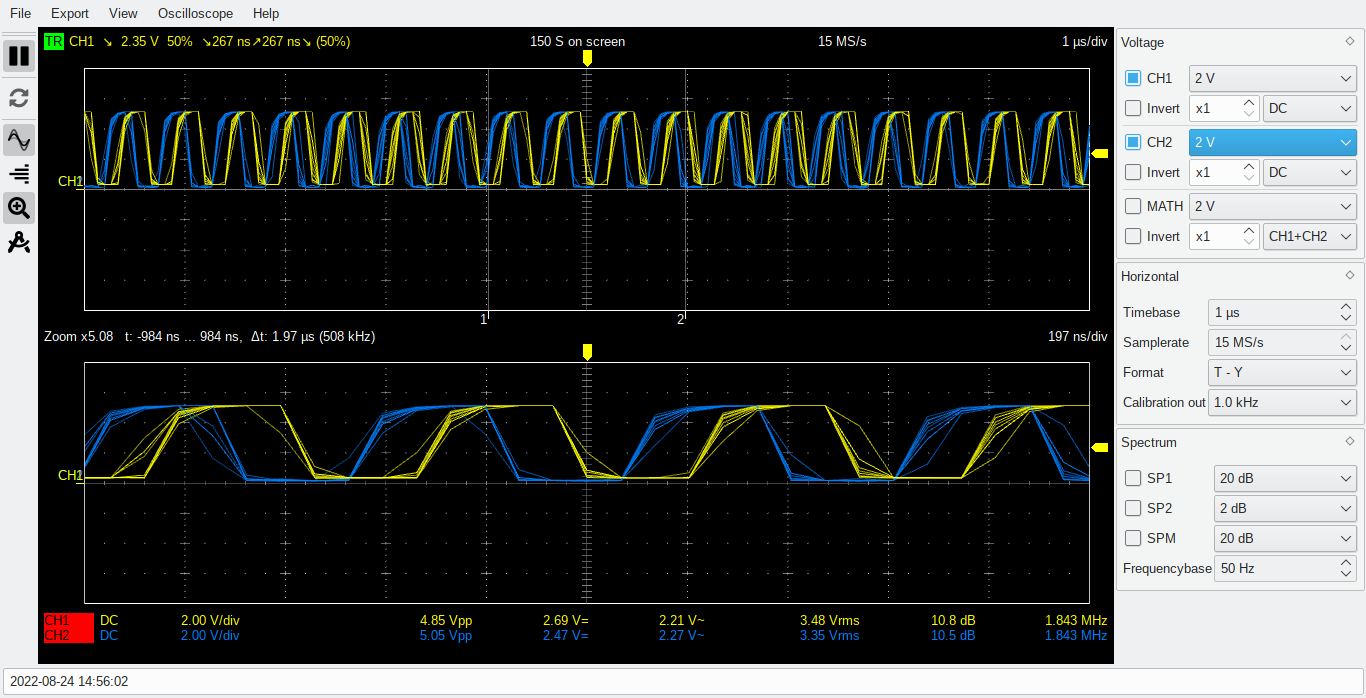 File Export View Oscilloscope Help
TR CH1 ↘ 2.35 V 50% ↘267 ns↗267 ns↘ (50%) 150 S on screen 15 MS/s 1 µs/div
CH1
1 2
Zoom x5.08 t: -984 ns ... 984 ns, Δt: 1.97 µs (508 kHz) 197 ns/div
CH1
CH1 DC 2.00 V/div 4.85 Vpp 2.69 V= 2.21 V~ 3.48 Vrms 10.8 dB 1.843 MHz
CH2 DC 2.00 V/div 5.05 Vpp 2.47 V= 2.27 V~ 3.35 Vrms 10.5 dB 1.843 MHz
Voltage
CH1 2 V
Invert x1 DC
CH2 2 V
Invert x1 DC
MATH 2 V
Invert x1 CH1+CH2
Horizontal
Timebase 1 µs
Samplerate 15 MS/s
Format T - Y
Calibration out 1.0 kHz
Spectrum
SP1 20 dB
SP2 2 dB
SPM 20 dB
Frequencybase 50 Hz
2022-08-24 14:56:02